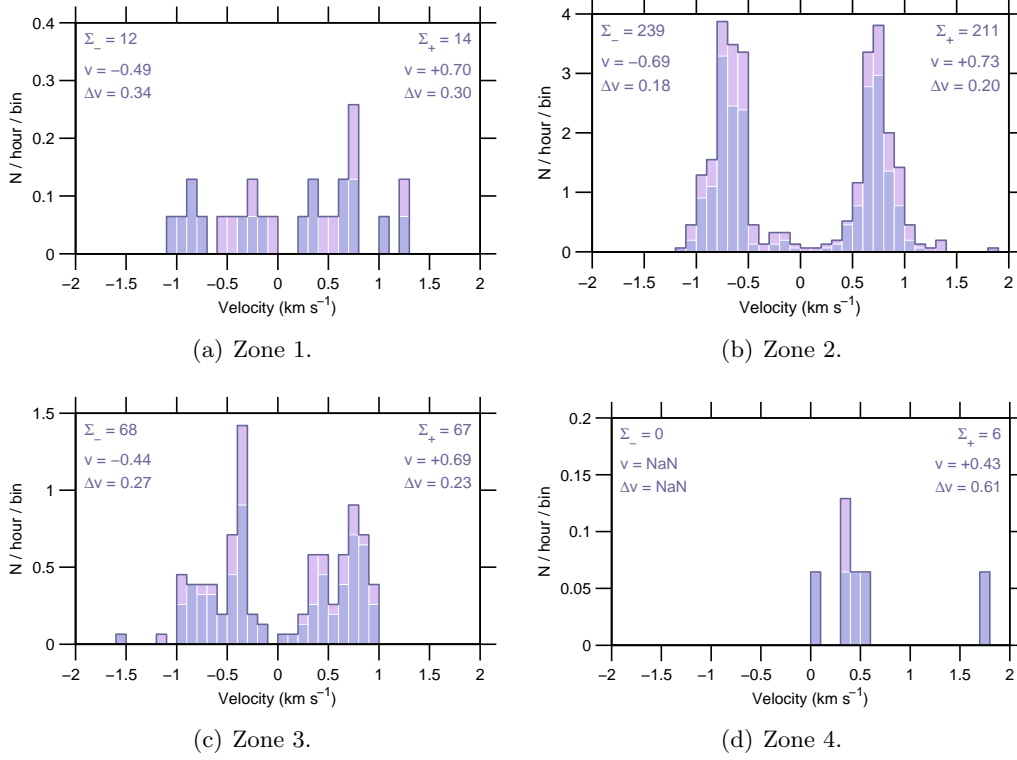 0.4
0.3
0.2
0.1
0
N / hour / bin
Σ− = 12
v = −0.49
Δv = 0.34
Σ+ = 14
v = +0.70
Δv = 0.30
−2 −1.5 −1 −0.5 0 0.5 1 1.5 2
Velocity (km s−1)
(a) Zone 1.
4
3
2
1
0
N / hour / bin
Σ− = 239
v = −0.69
Δv = 0.18
Σ+ = 211
v = +0.73
Δv = 0.20
−2 −1.5 −1 −0.5 0 0.5 1 1.5 2
Velocity (km s−1)
(b) Zone 2.
1.5
1
0.5
0
N / hour / bin
Σ− = 68
v = −0.44
Δv = 0.27
Σ+ = 67
v = +0.69
Δv = 0.23
−2 −1.5 −1 −0.5 0 0.5 1 1.5 2
Velocity (km s−1)
(c) Zone 3.
0.2
0.15
0.1
0.05
0
N / hour / bin
Σ− = 0
v = NaN
Δv = NaN
Σ+ = 6
v = +0.43
Δv = 0.61
−2 −1.5 −1 −0.5 0 0.5 1 1.5 2
Velocity (km s−1)
(d) Zone 4.